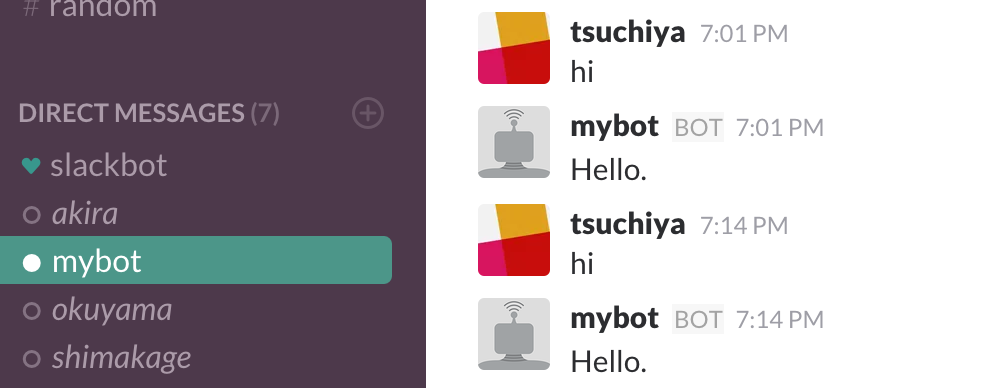 # random
DIRECT MESSAGES (7)
slackbot
akira
mybot
okuyama
shimakage
tsuchiya 7:01 PM
hi
mybot BOT 7:01 PM
Hello.
tsuchiya 7:14 PM
hi
mybot BOT 7:14 PM
Hello.